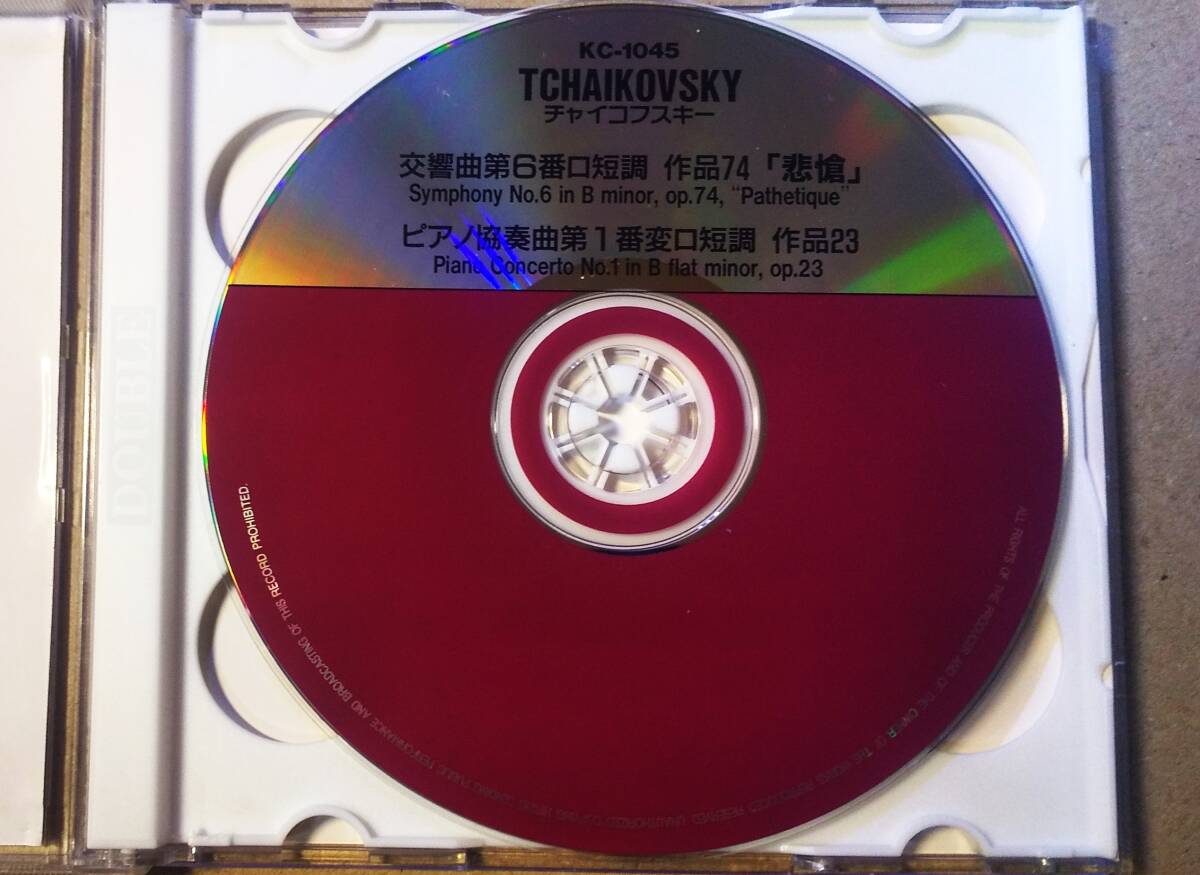 KC-1045
TCHAIKOVSKY
チャイコフスキー
交響曲第6番ロ短調 作品74「悲愴」
Symphony No.6 in B minor, op.74, "Pathetique"
ピアノ協奏曲第1番変ロ短調 作品23
Piano Concerto No.1 in B flat minor, op.23
DOUBLE
ALL RIGHTS OF THE PRODUCER AND OF THE OWNER OF THE WORKS REPRODUCED RESERVED. UNAUTHORIZED COPYING HIRING LENDING PUBLIC PERFORMANCE AND BROADCASTING OF THIS RECORD PROHIBITED.